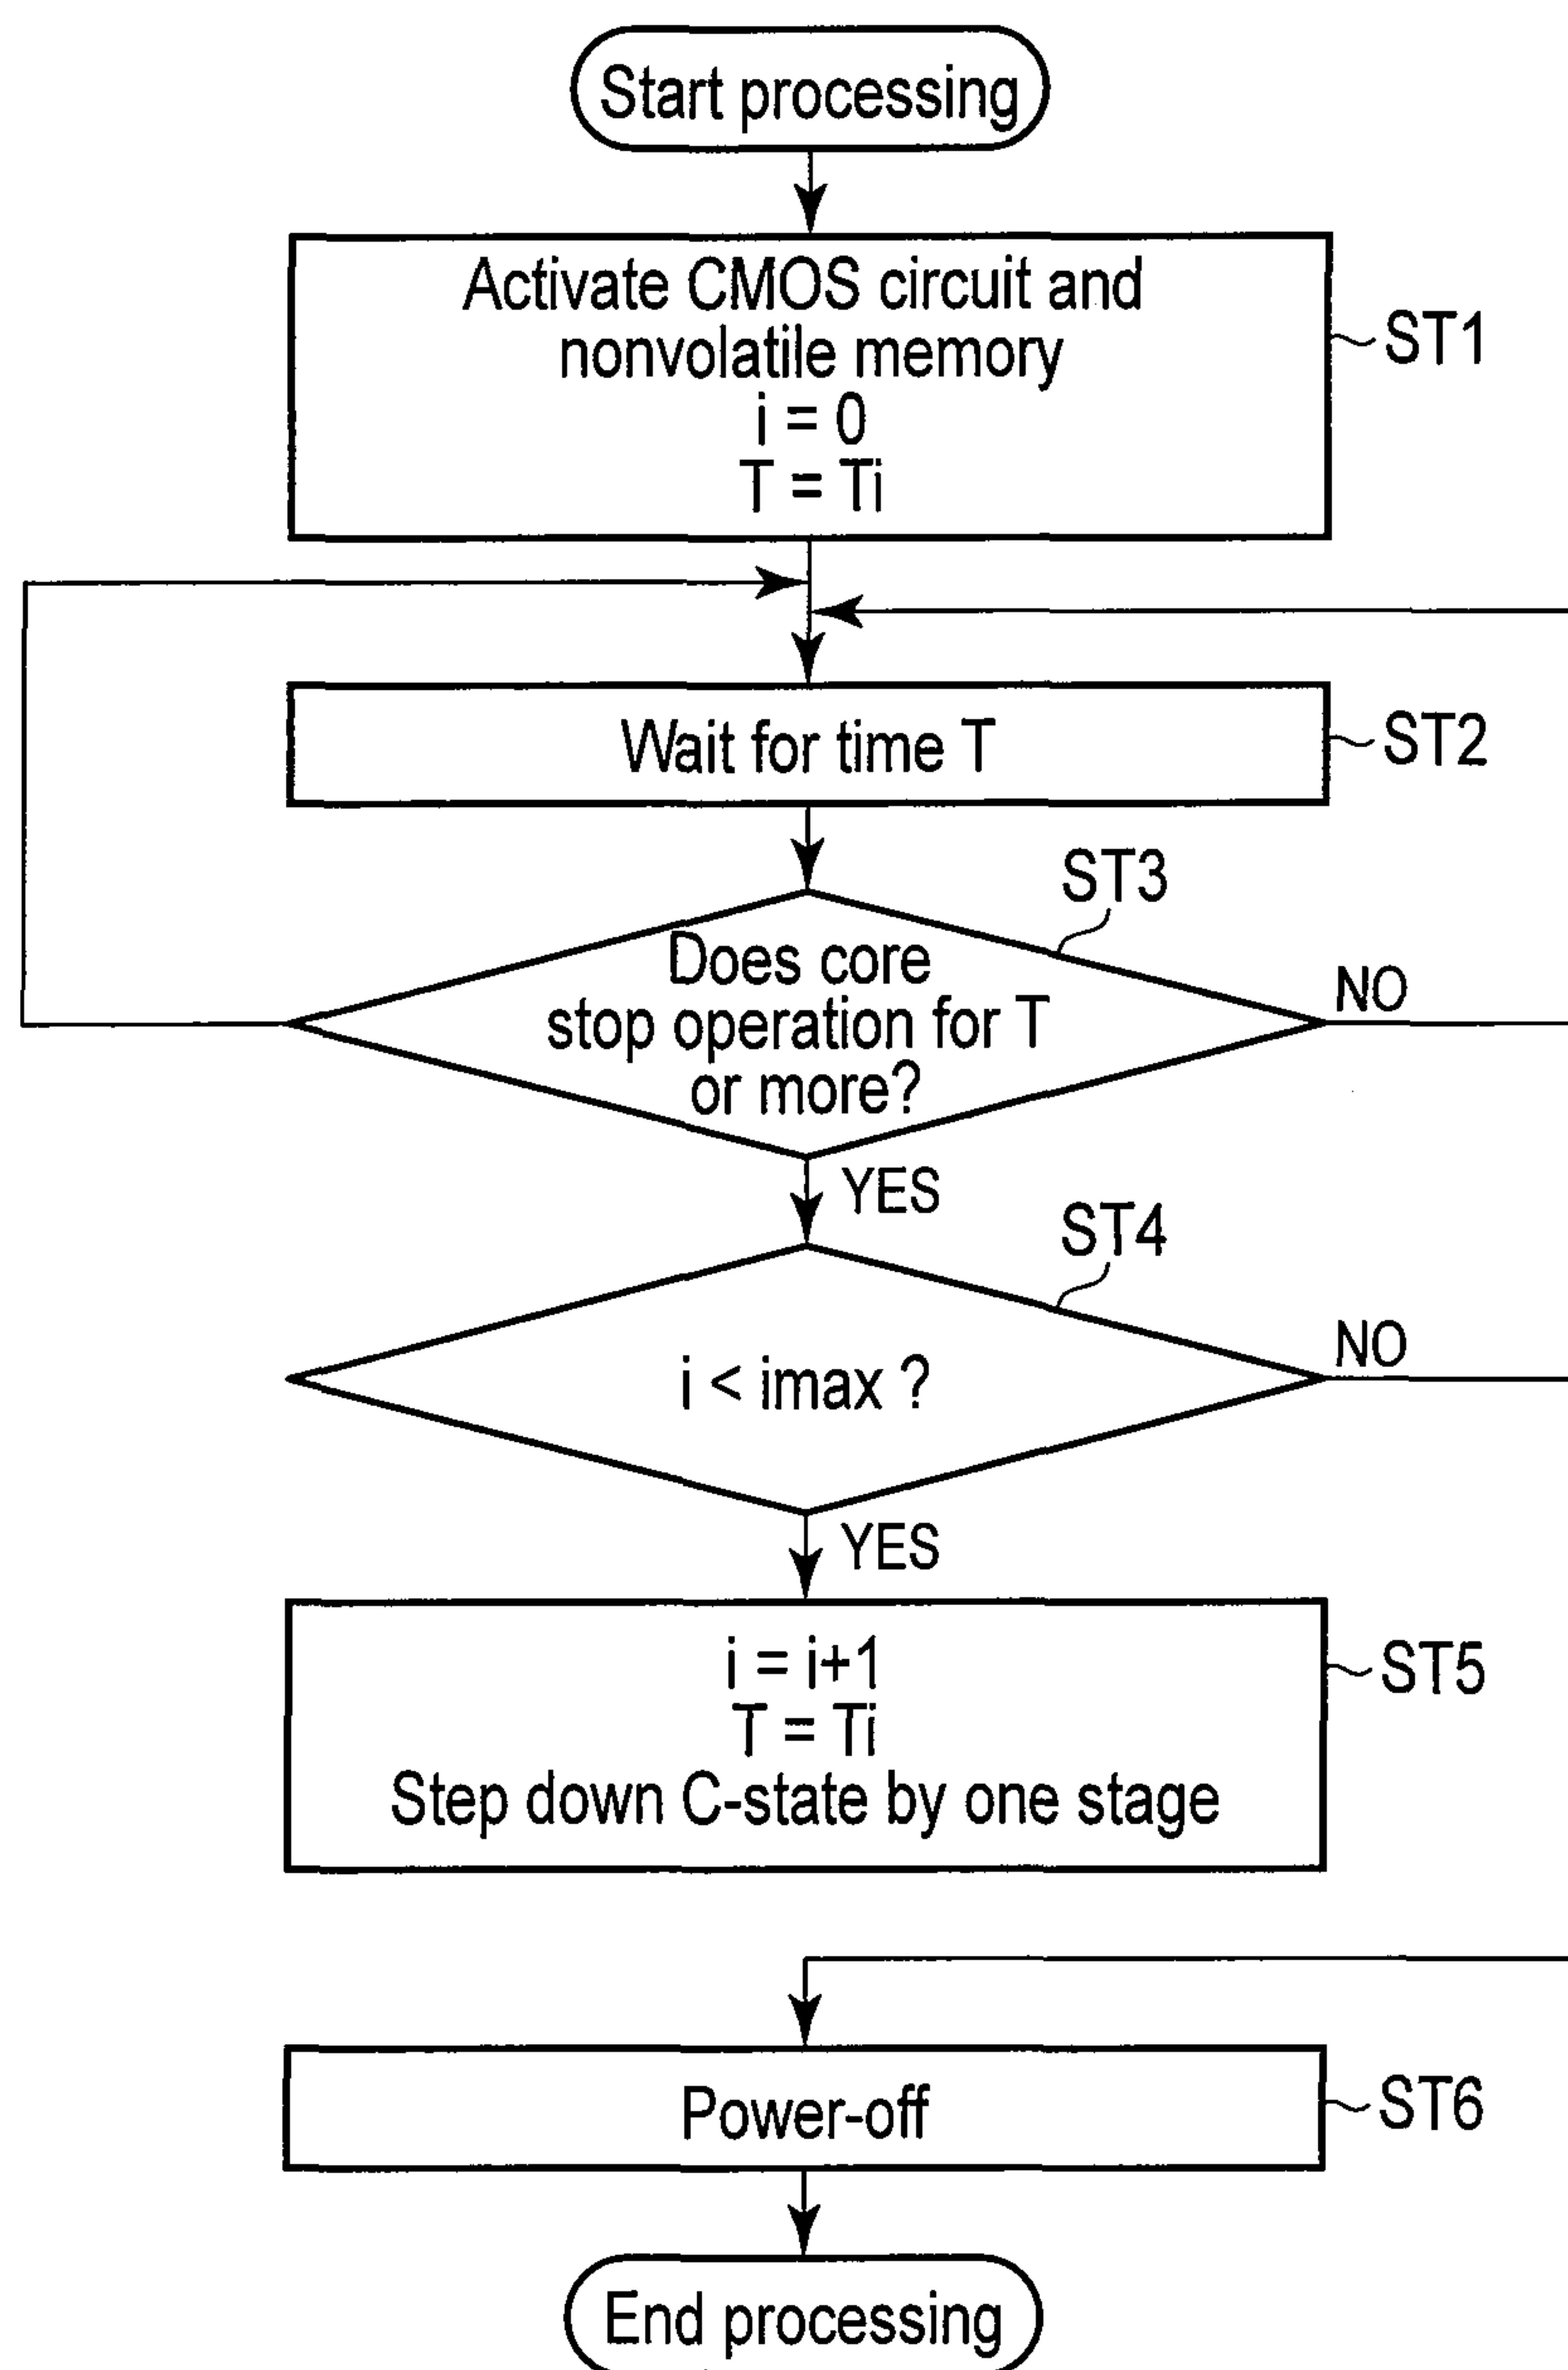 Start processing
Activate CMOS circuit and
nonvolatile memory
i = 0
T = Ti
ST1
Wait for time T
ST2
ST3
Does core
stop operation for T
or more?
NO
YES
ST4
i < imax ?
NO
YES
i = i+1
T = Ti
Step down C-state by one stage
ST5
Power-off
ST6
End processing